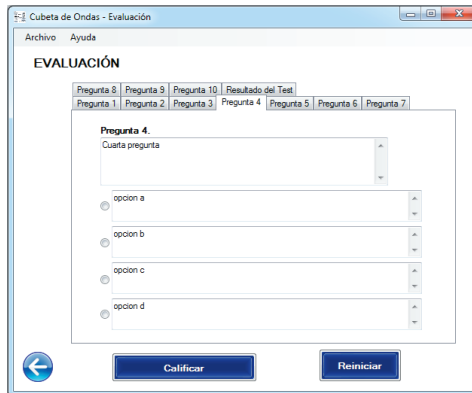 Cubeta de Ondas - Evaluación
Archivo Ayuda
EVALUACIÓN
Pregunta 8 Pregunta 9 Pregunta 10 Resultado del Test
Pregunta 1 Pregunta 2 Pregunta 3 Pregunta 4 Pregunta 5 Pregunta 6 Pregunta 7
Pregunta 4.
Cuarta pregunta
opcion a
opcion b
opcion c
opcion d
Calificar Reiniciar